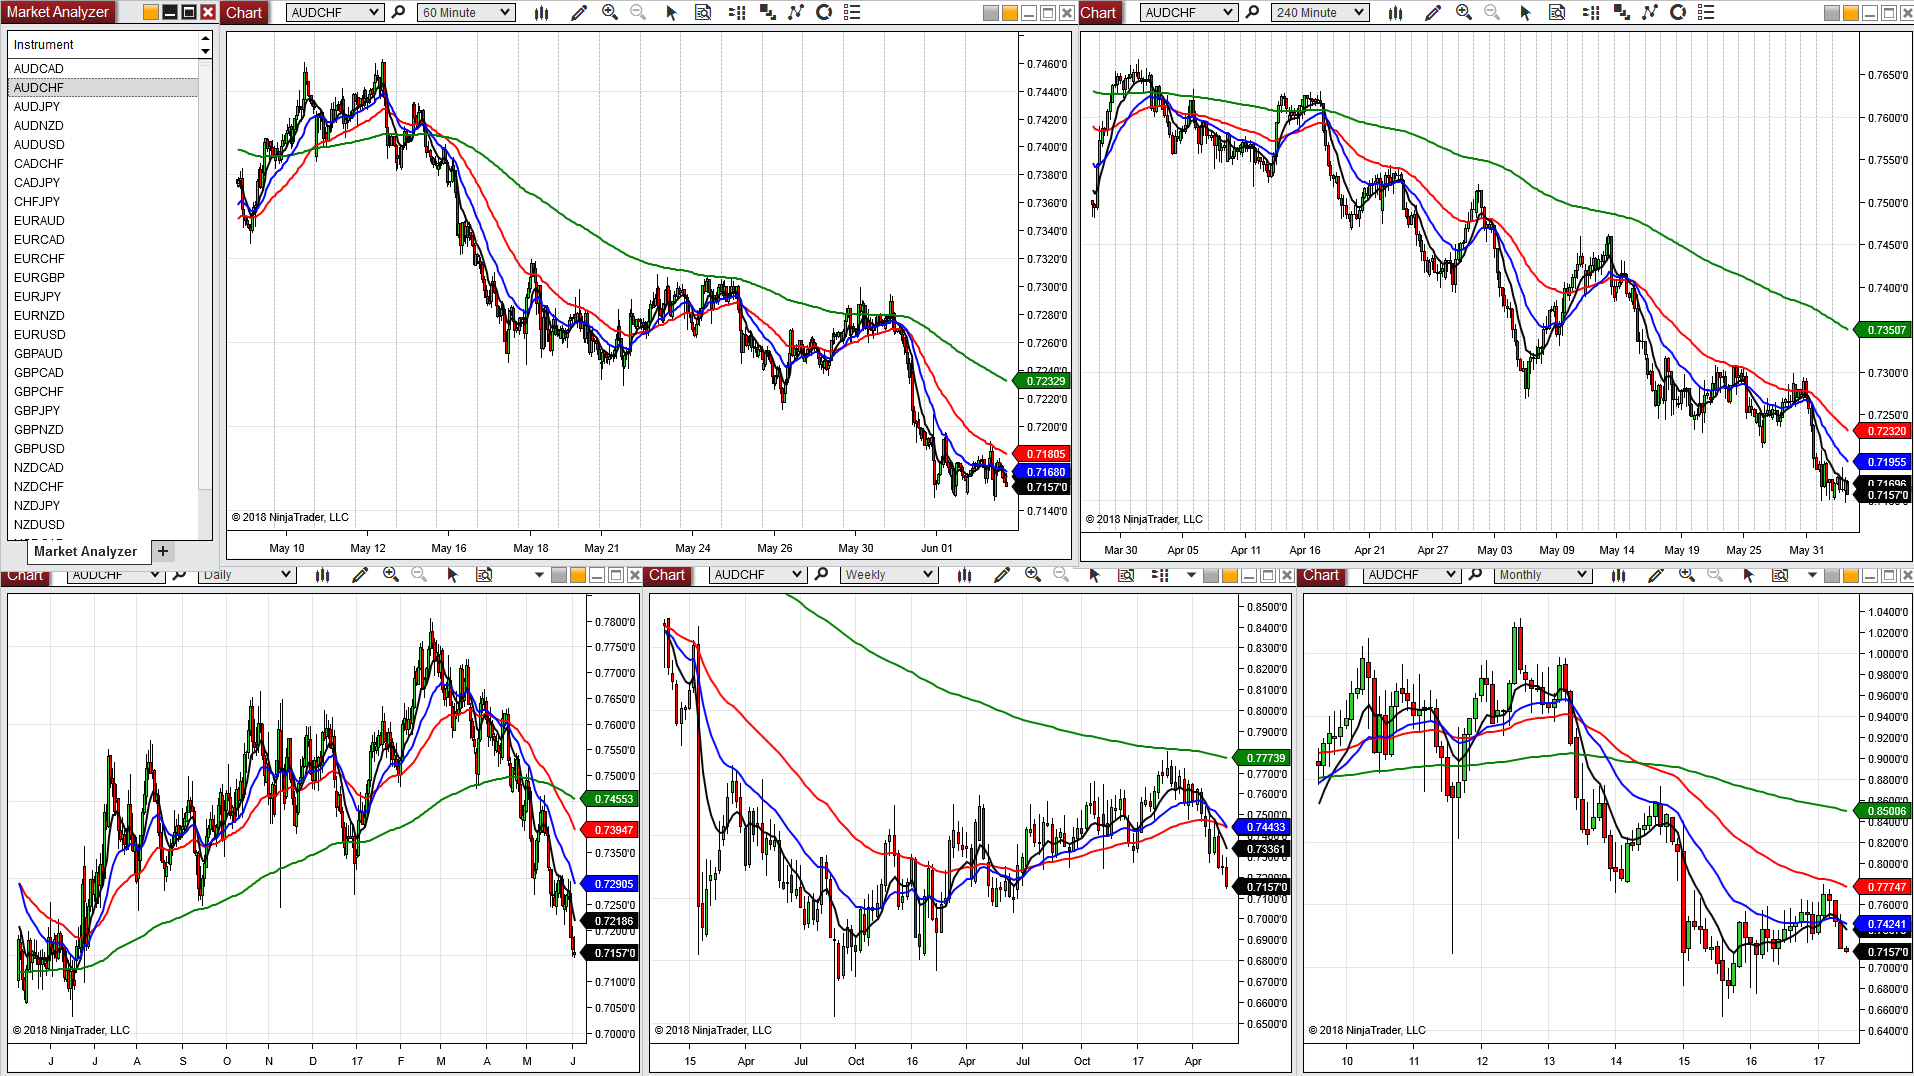 Market Analyzer
Instrument
AUDCAD
AUDCHF
AUDJPY
AUDNZD
AUDUSD
CADCHF
CADJPY
CHFJPY
EURAUD
EURCAD
EURCHF
EURGBP
EURJPY
EURNZD
EURUSD
GBPAUD
GBPCAD
GBPCHF
GBPJPY
GBPNZD
GBPUSD
NZDCAD
NZDCHF
NZDJPY
NZDUSD
Market Analyzer +
Chart AUDCHF 60 Minute
0.7460'0
0.7440'0
0.7420'0
0.7400'0
0.7380'0
0.7360'0
0.7340'0
0.7320'0
0.7300'0
0.7280'0
0.7260'0
0.7240'0
0.72329
0.7220'0
0.7200'0
0.71805
0.71680
0.7157'0
0.7140'0
© 2018 NinjaTrader, LLC
May 10 May 12 May 16 May 18 May 21 May 24 May 26 May 30 Jun 01
Chart AUDCHF 240 Minute
0.7650'0
0.7600'0
0.7550'0
0.7500'0
0.7450'0
0.7400'0
0.73507
0.7300'0
0.7250'0
0.72320
0.71955
0.71696
0.7157'0
© 2018 NinjaTrader, LLC
Mar 30 Apr 05 Apr 11 Apr 16 Apr 21 Apr 27 May 03 May 09 May 14 May 19 May 25 May 31
Chart AUDCHF Daily
0.7800'0
0.7750'0
0.7700'0
0.7650'0
0.7600'0
0.7550'0
0.7500'0
0.74553
0.73947
0.7350'0
0.72905
0.7250'0
0.72186
0.7200'0
0.7157'0
0.7100'0
0.7050'0
0.7000'0
© 2018 NinjaTrader, LLC
J J A S O N D 17 F M A M J
Chart AUDCHF Weekly
0.8500'0
0.8400'0
0.8300'0
0.8200'0
0.8100'0
0.8000'0
0.7900'0
0.77739
0.7700'0
0.7600'0
0.7500'0
0.74433
0.73361
0.7157'0
0.7000'0
0.6900'0
0.6800'0
0.6700'0
0.6600'0
0.6500'0
© 2018 NinjaTrader, LLC
15 Apr Jul Oct 16 Apr Jul Oct 17 Apr
Chart AUDCHF Monthly
1.0400'0
1.0200'0
1.0000'0
0.9800'0
0.9600'0
0.9400'0
0.9200'0
0.9000'0
0.8800'0
0.8600'0
0.85006
0.8400'0
0.8200'0
0.8000'0
0.77747
0.7600'0
0.74241
0.7157'0
0.7000'0
0.6800'0
0.6600'0
0.6400'0
© 2018 NinjaTrader, LLC
10 11 12 13 14 15 16 17